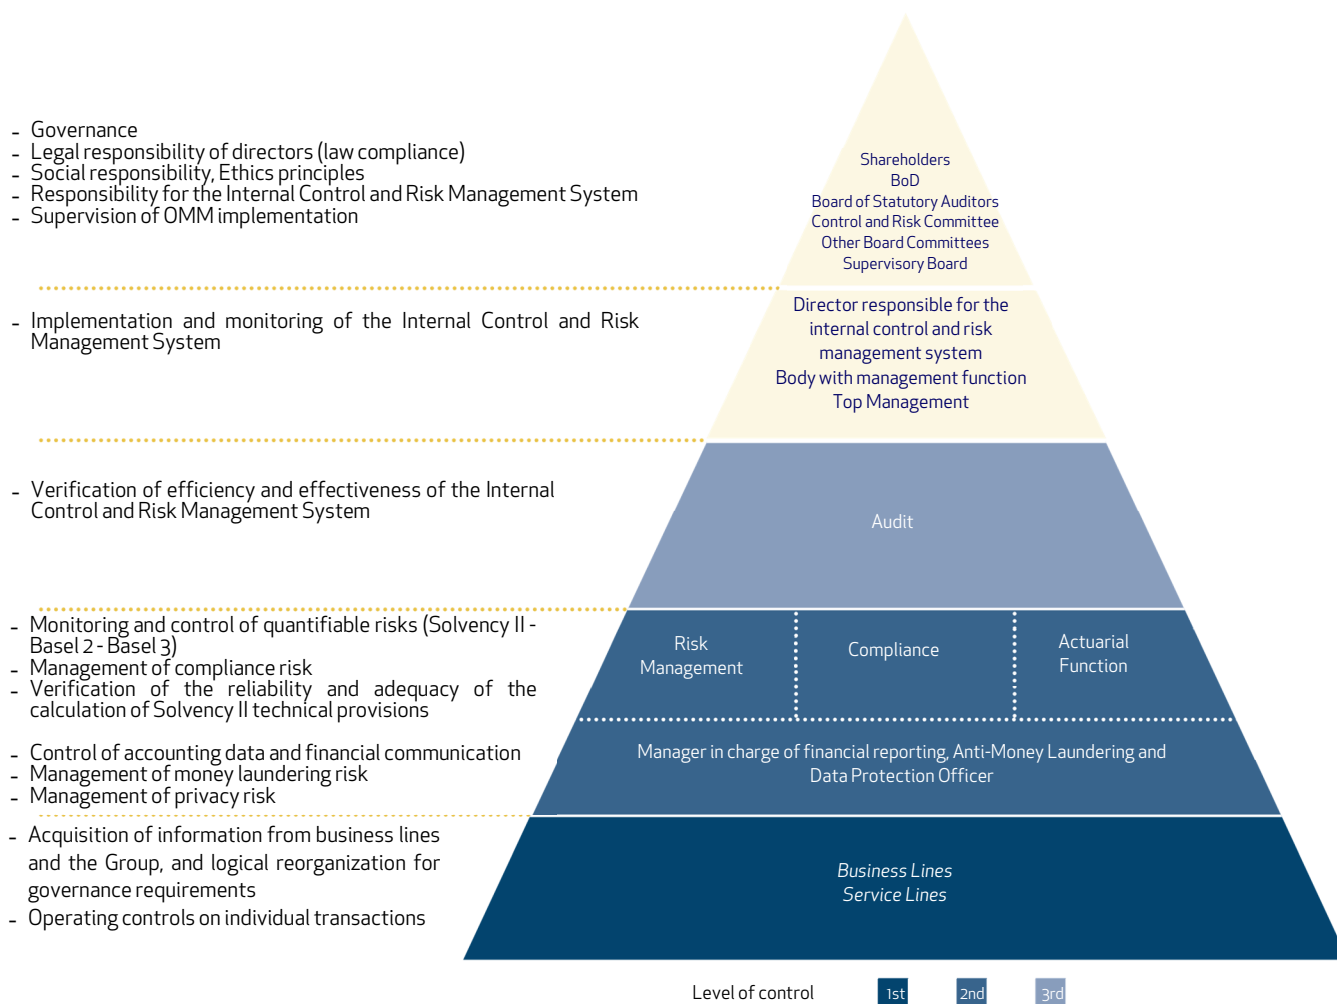 - Governance
- Legal responsibility of directors (law compliance)
- Social responsibility, Ethics principles
- Responsibility for the Internal Control and Risk Management System
- Supervision of OMM implementation
Shareholders
BoD
Board of Statutory Auditors
Control and Risk Committee
Other Board Committees
Supervisory Board
- Implementation and monitoring of the Internal Control and Risk
Management System
Director responsible for the
internal control and risk
management system
Body with management function
Top Management
- Verification of efficiency and effectiveness of the Internal
Control and Risk Management System
Audit
- Monitoring and control of quantifiable risks (Solvency II -
Basel 2 - Basel 3)
- Management of compliance risk
- Verification of the reliability and adequacy of the
calculation of Solvency II technical provisions
Risk
Management
Compliance
Actuarial
Function
- Control of accounting data and financial communication
- Management of money laundering risk
- Management of privacy risk
Manager in charge of financial reporting, Anti-Money Laundering and
Data Protection Officer
- Acquisition of information from business lines
and the Group, and logical reorganization for
governance requirements
- Operating controls on individual transactions
Business Lines
Service Lines
Level of control 1st 2nd 3rd